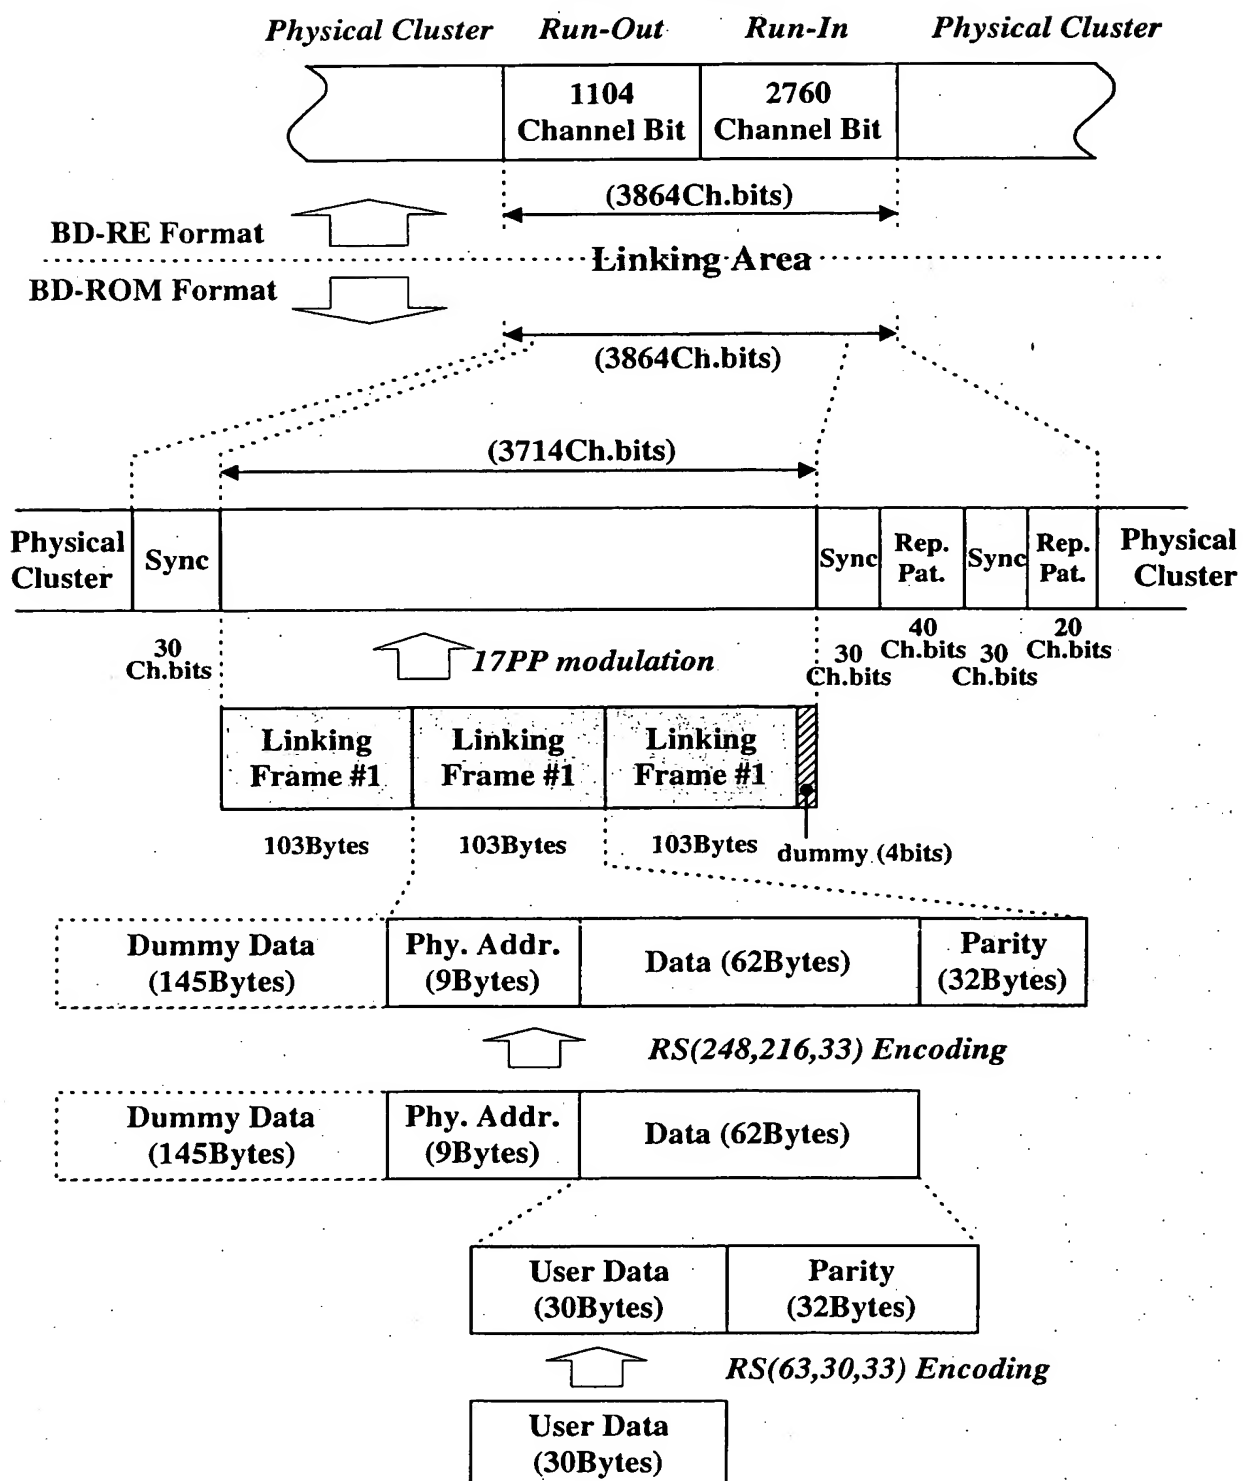 Physical Cluster Run-Out Run-In Physical Cluster
1104
Channel Bit
2760
Channel Bit
(3864Ch.bits)
BD-RE Format
Linking Area
BD-ROM Format
(3864Ch.bits)
(3714Ch.bits)
Physical
Cluster
Sync
Sync
Rep.
Pat.
Sync
Rep.
Pat.
Physical
Cluster
30
Ch.bits
17PP modulation
30
Ch.bits
40
Ch.bits
30
Ch.bits
20
Ch.bits
Linking
Frame #1
Linking
Frame #1
Linking
Frame #1
103Bytes
103Bytes
103Bytes
dummy (4bits)
Dummy Data
(145Bytes)
Phy. Addr.
(9Bytes)
Data (62Bytes)
Parity
(32Bytes)
RS(248,216,33) Encoding
Dummy Data
(145Bytes)
Phy. Addr.
(9Bytes)
Data (62Bytes)
User Data
(30Bytes)
Parity
(32Bytes)
RS(63,30,33) Encoding
User Data
(30Bytes)